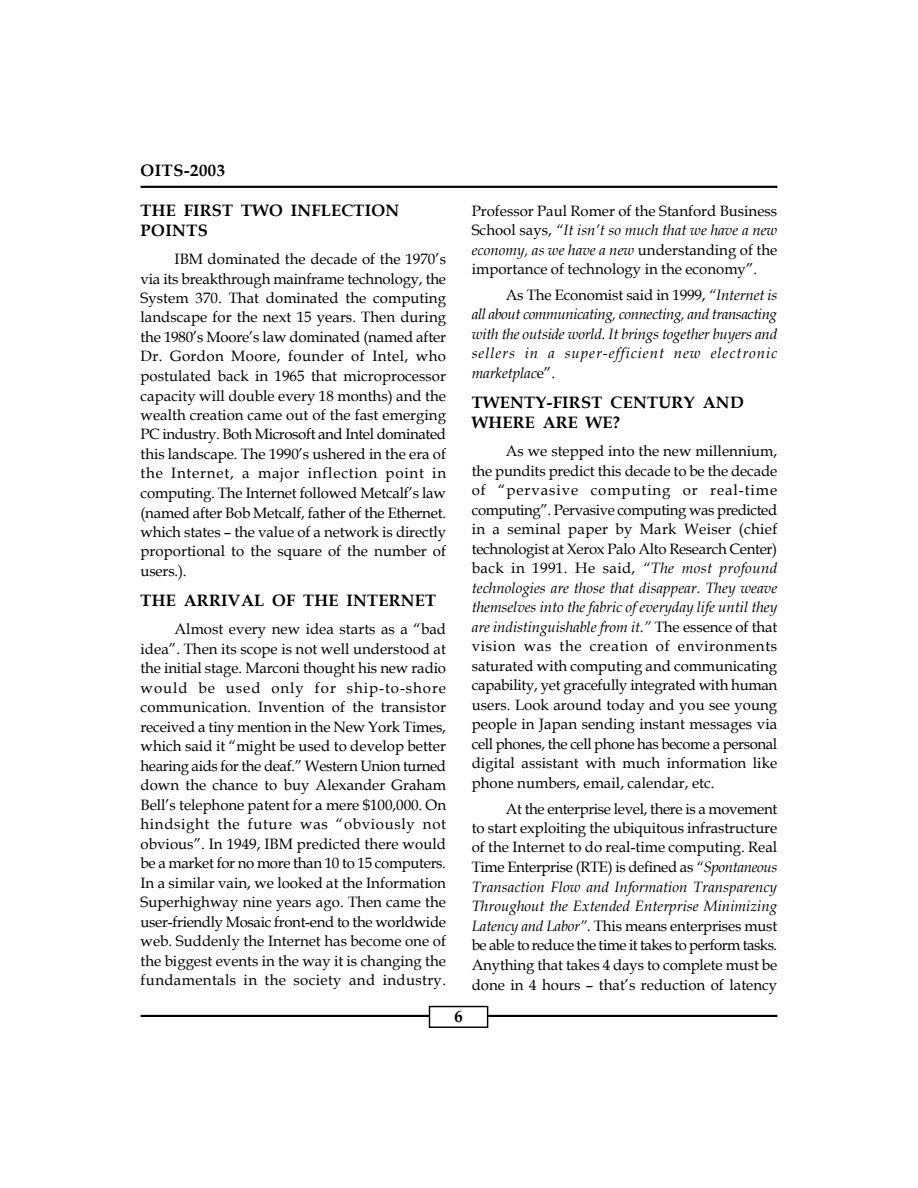 OITS-2003
THE FIRST TWO INFLECTION
POINTS
IBM dominated the decade of the 1970’s
via its breakthrough mainframe technology, the
System 370. That dominated the computing
landscape for the next 15 years. Then during
the 1980’s Moore’s law dominated (named after
Dr. Gordon Moore, founder of Intel, who
postulated back in 1965 that microprocessor
capacity will double every 18 months) and the
wealth creation came out of the fast emerging
PC industry. Both Microsoft and Intel dominated
this landscape. The 1990’s ushered in the era of
the Internet, a major inflection point in
computing. The Internet followed Metcalf’s law
(named after Bob Metcalf, father of the Ethernet.
which states – the value of a network is directly
proportional to the square of the number of
users.).
THE ARRIVAL OF THE INTERNET
Almost every new idea starts as a “bad
idea”. Then its scope is not well understood at
the initial stage. Marconi thought his new radio
would be used only for ship-to-shore
communication. Invention of the transistor
received a tiny mention in the New York Times,
which said it “might be used to develop better
hearing aids for the deaf.” Western Union turned
down the chance to buy Alexander Graham
Bell’s telephone patent for a mere $100,000. On
hindsight the future was “obviously not
obvious”. In 1949, IBM predicted there would
be a market for no more than 10 to 15 computers.
In a similar vain, we looked at the Information
Superhighway nine years ago. Then came the
user-friendly Mosaic front-end to the worldwide
web. Suddenly the Internet has become one of
the biggest events in the way it is changing the
fundamentals in the society and industry.
Professor Paul Romer of the Stanford Business
School says, “It isn’t so much that we have a new
economy, as we have a new understanding of the
importance of technology in the economy”.
As The Economist said in 1999, “Internet is
all about communicating, connecting, and transacting
with the outside world. It brings together buyers and
sellers in a super-efficient new electronic
marketplace”.
TWENTY-FIRST CENTURY AND
WHERE ARE WE?
As we stepped into the new millennium,
the pundits predict this decade to be the decade
of “pervasive computing or real-time
computing”. Pervasive computing was predicted
in a seminal paper by Mark Weiser (chief
technologist at Xerox Palo Alto Research Center)
back in 1991. He said, “The most profound
technologies are those that disappear. They weave
themselves into the fabric of everyday life until they
are indistinguishable from it.” The essence of that
vision was the creation of environments
saturated with computing and communicating
capability, yet gracefully integrated with human
users. Look around today and you see young
people in Japan sending instant messages via
cell phones, the cell phone has become a personal
digital assistant with much information like
phone numbers, email, calendar, etc.
At the enterprise level, there is a movement
to start exploiting the ubiquitous infrastructure
of the Internet to do real-time computing. Real
Time Enterprise (RTE) is defined as “Spontaneous
Transaction Flow and Information Transparency
Throughout the Extended Enterprise Minimizing
Latency and Labor”. This means enterprises must
be able to reduce the time it takes to perform tasks.
Anything that takes 4 days to complete must be
done in 4 hours – that’s reduction of latency
6